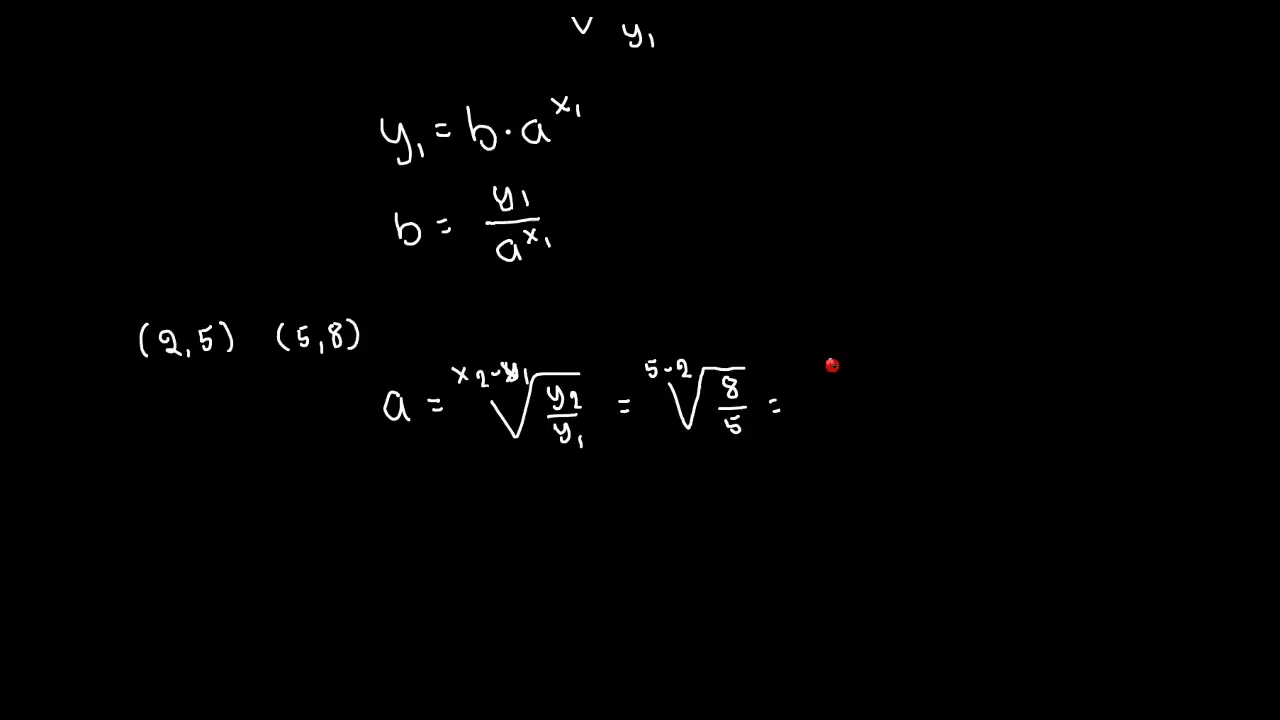 √ y₁
y₁ = b · a^x₁
b = y₁ / a^x₁
(2,5) (5,8)
a = ˣ²⁻ˣ¹√(y₂/y₁) = ⁵⁻²√(8/5) =